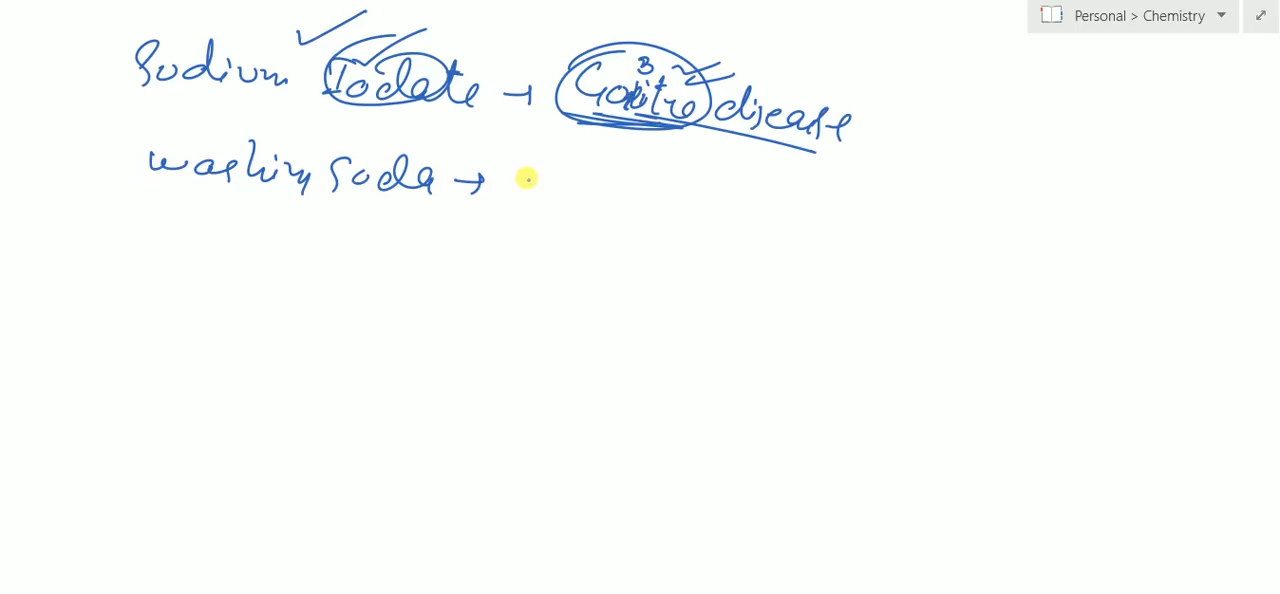 Personal > Chemistry
Sodium Iodate → Goitre disease
washing soda →